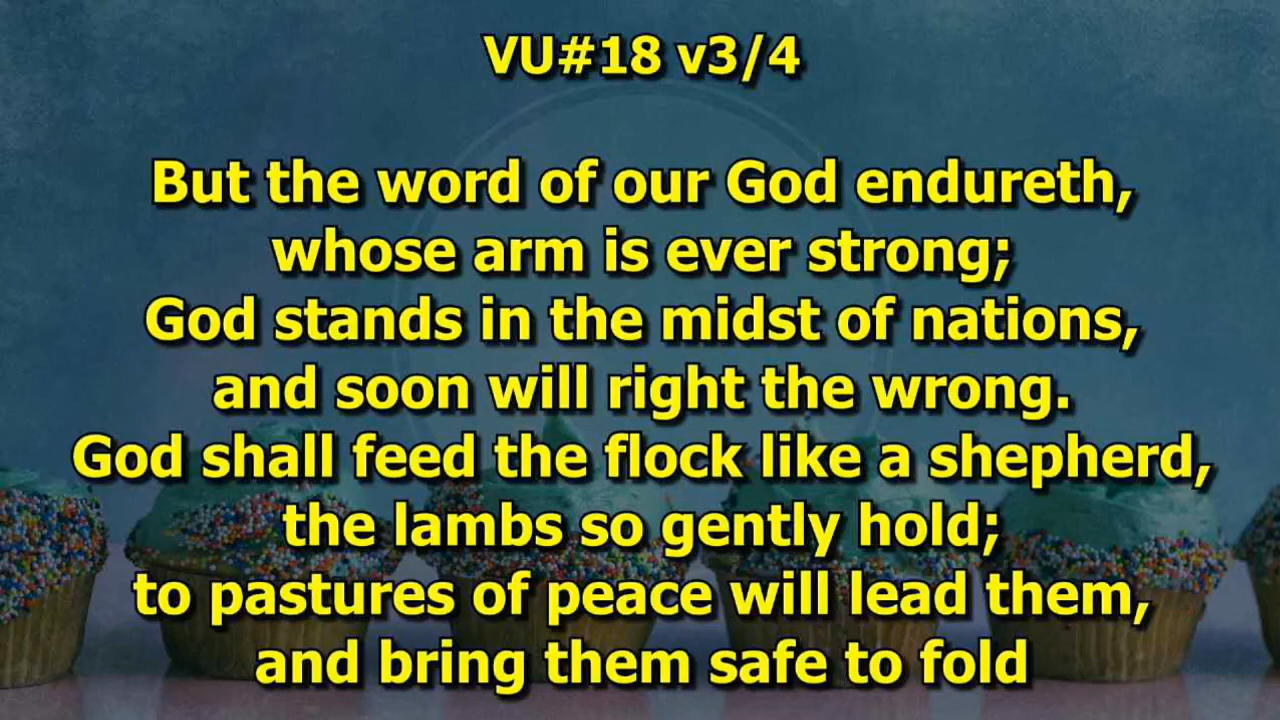 VU#18 v3/4
But the word of our God endureth,
whose arm is ever strong;
God stands in the midst of nations,
and soon will right the wrong.
God shall feed the flock like a shepherd,
the lambs so gently hold;
to pastures of peace will lead them,
and bring them safe to fold